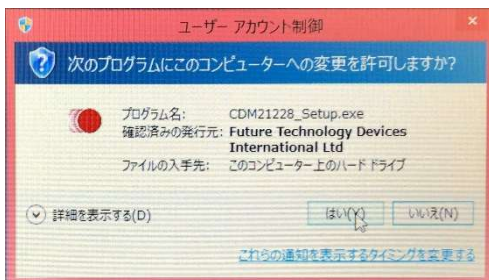 ユーザー アカウント制御
次のプログラムにこのコンピューターへの変更を許可しますか?
プログラム名: CDM21228_Setup.exe
確認済みの発行元: Future Technology Devices
International Ltd
ファイルの入手先: このコンピューター上のハード ドライブ
詳細を表示する(D) はい(Y) いいえ(N)
これらの通知を表示するタイミングを変更する